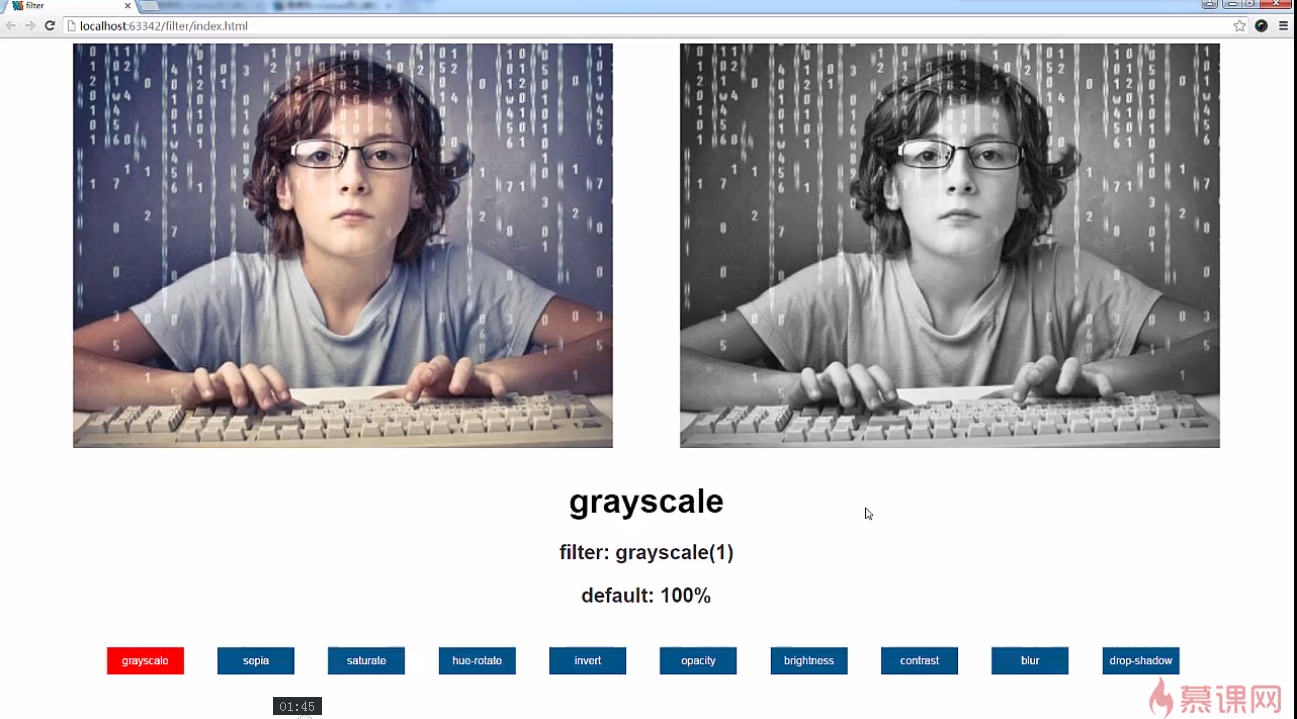 filter
localhost:63342/filter/index.html
grayscale
filter: grayscale(1)
default: 100%
grayscale
sepia
saturate
hue-rotate
invert
opacity
brightness
contrast
blur
drop-shadow
01:45
慕课网